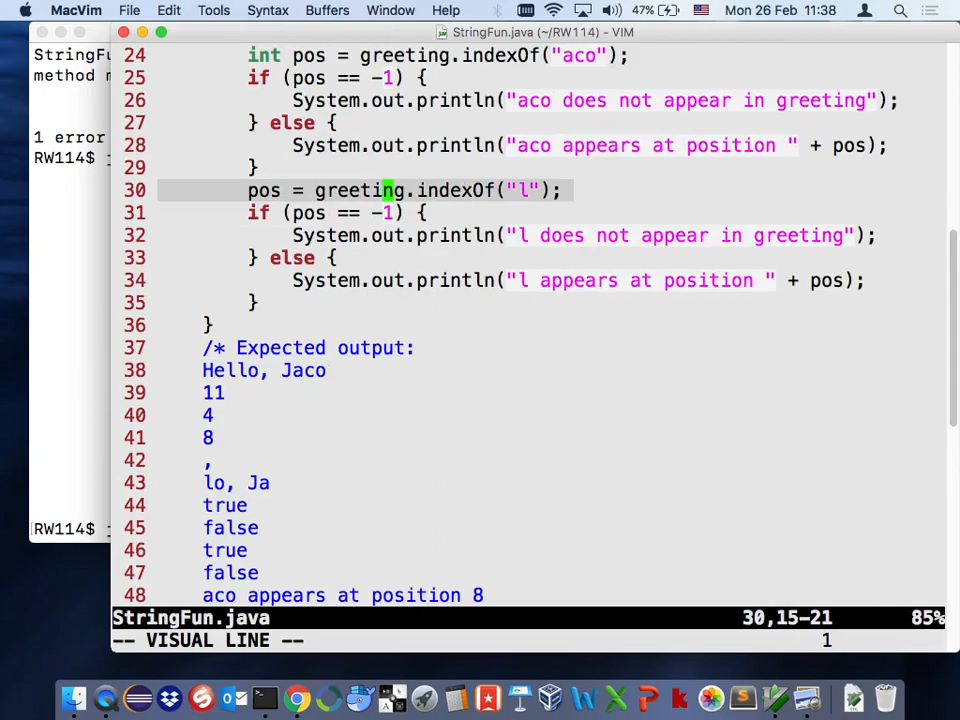 MacVim File Edit Tools Syntax Buffers Window Help 47% Mon 26 Feb 11:38
StringFun.java (~/RW114) - VIM
StringF
method m
1 error
RW114$
RW114$
24 int pos = greeting.indexOf("aco");
25 if (pos == -1) {
26 System.out.println("aco does not appear in greeting");
27 } else {
28 System.out.println("aco appears at position " + pos);
29 }
30 pos = greeting.indexOf("l");
31 if (pos == -1) {
32 System.out.println("l does not appear in greeting");
33 } else {
34 System.out.println("l appears at position " + pos);
35 }
36 }
37 /* Expected output:
38 Hello, Jaco
39 11
40 4
41 8
42 ,
43 lo, Ja
44 true
45 false
46 true
47 false
48 aco appears at position 8
StringFun.java 30,15-21 85%
-- VISUAL LINE -- 1